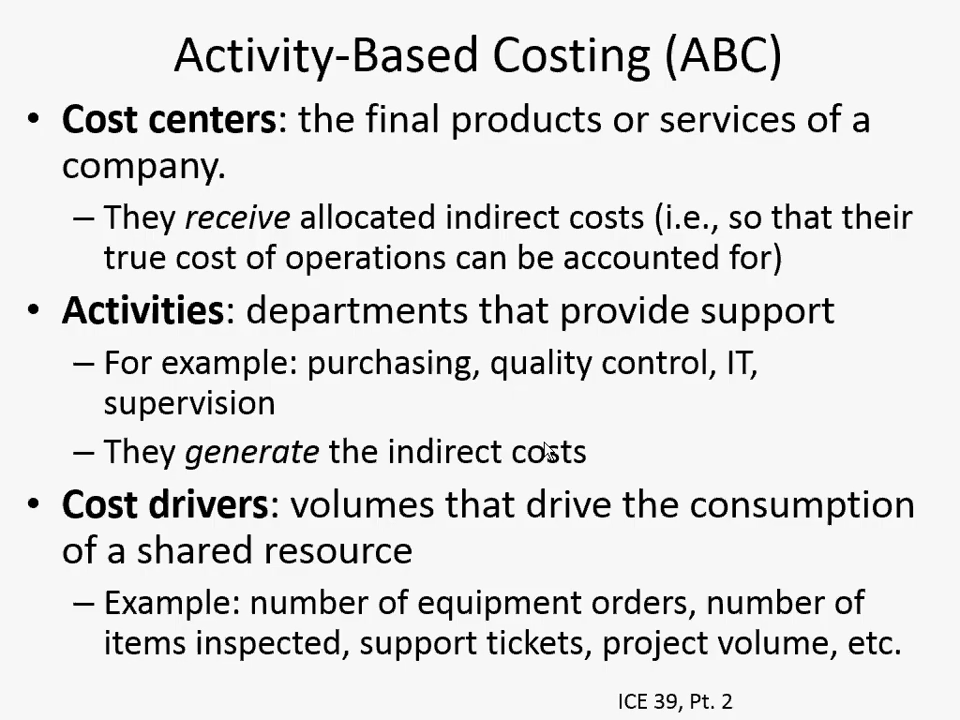 Activity-Based Costing (ABC)
• Cost centers: the final products or services of a
company.
– They receive allocated indirect costs (i.e., so that their
true cost of operations can be accounted for)
• Activities: departments that provide support
– For example: purchasing, quality control, IT,
supervision
– They generate the indirect costs
• Cost drivers: volumes that drive the consumption
of a shared resource
– Example: number of equipment orders, number of
items inspected, support tickets, project volume, etc.
ICE 39, Pt. 2